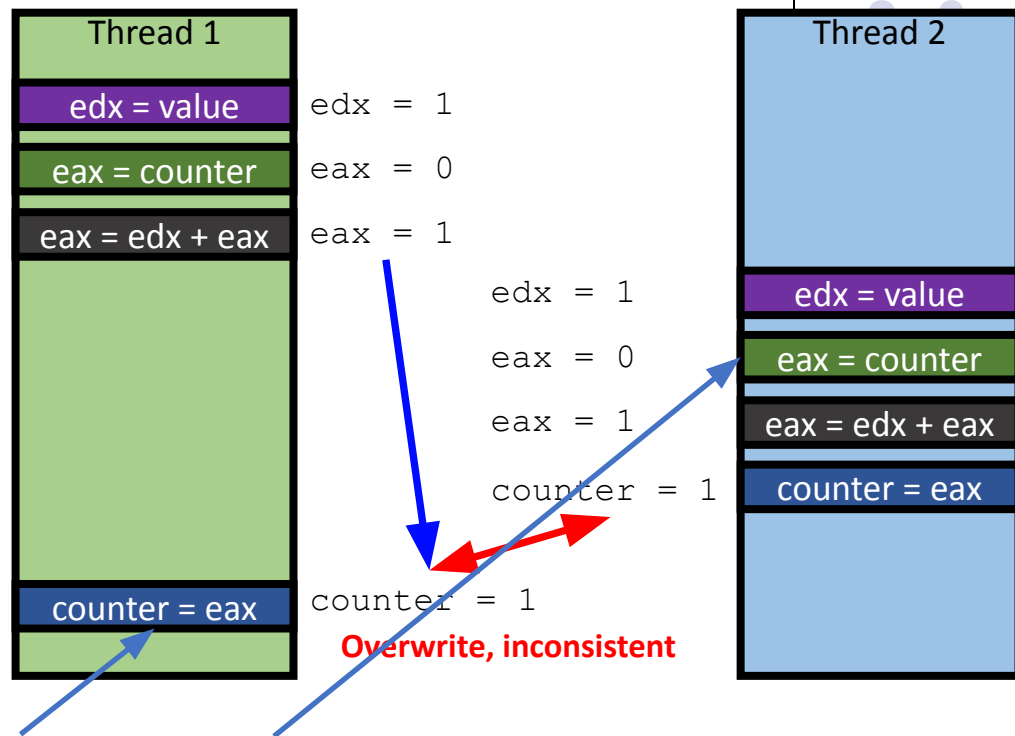 Thread 1
Thread 2
edx = value
edx = 1
eax = counter
eax = 0
eax = edx + eax
eax = 1
edx = 1
edx = value
eax = 0
eax = counter
eax = 1
eax = edx + eax
counter = 1
counter = eax
counter = eax
counter = 1
Overwrite, inconsistent